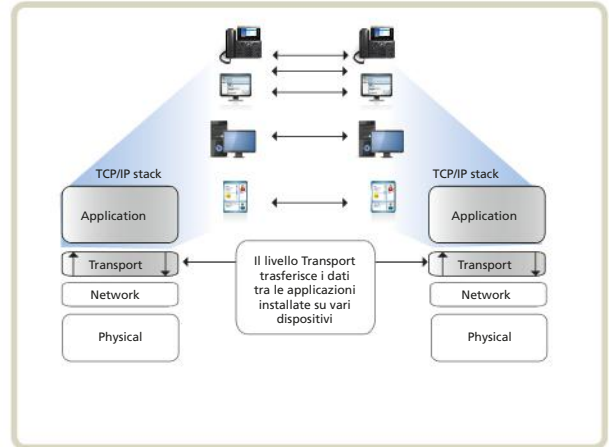 TCP/IP stack
Application
Transport
Network
Physical
Il livello Transport
trasferisce i dati
tra le applicazioni
installate su vari
dispositivi
TCP/IP stack
Application
Transport
Network
Physical